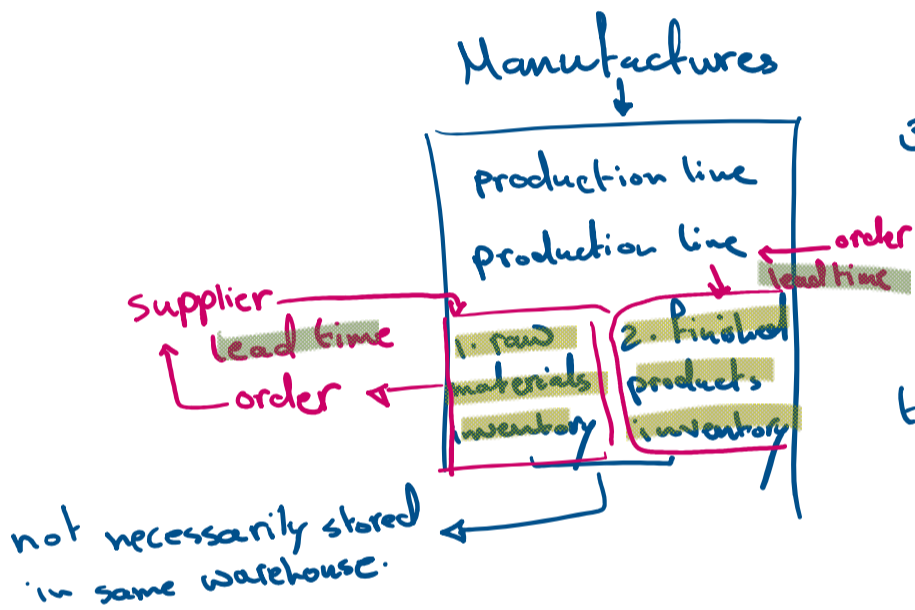 Manufactures
3
production line
production line
order
lead time
supplier
lead time
order
1. raw
materials
inventory
2. finished
products
inventory
t
not necessarily stored
in same warehouse.